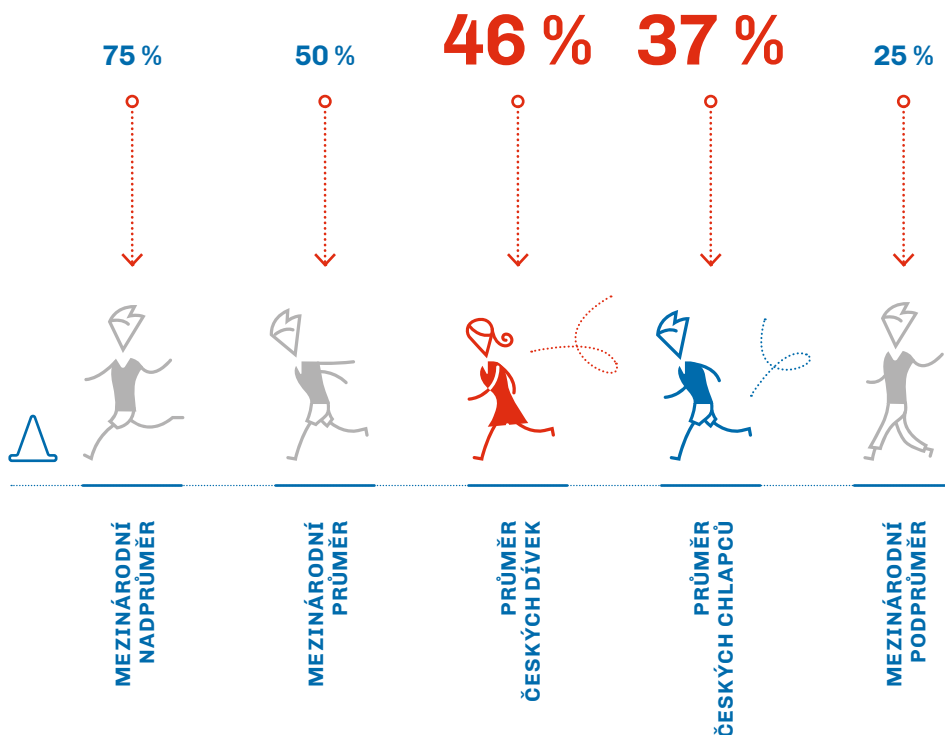 75 %
50 %
46 %
37 %
25 %
MEZINÁRODNÍ
NADPRŮMĚR
MEZINÁRODNÍ
PRŮMĚR
PRŮMĚR
ČESKÝCH DÍVEK
PRŮMĚR
ČESKÝCH CHLAPCŮ
MEZINÁRODNÍ
PODPRŮMĚR